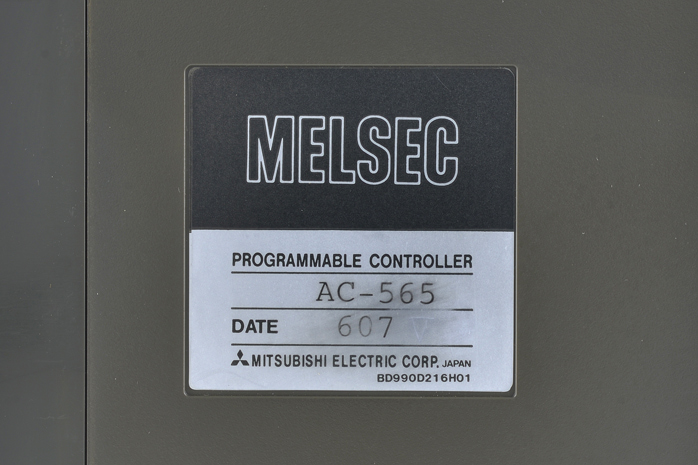 MELSEC
PROGRAMMABLE CONTROLLER
AC-565
DATE 607
MITSUBISHI ELECTRIC CORP. JAPAN
BD990D216H01